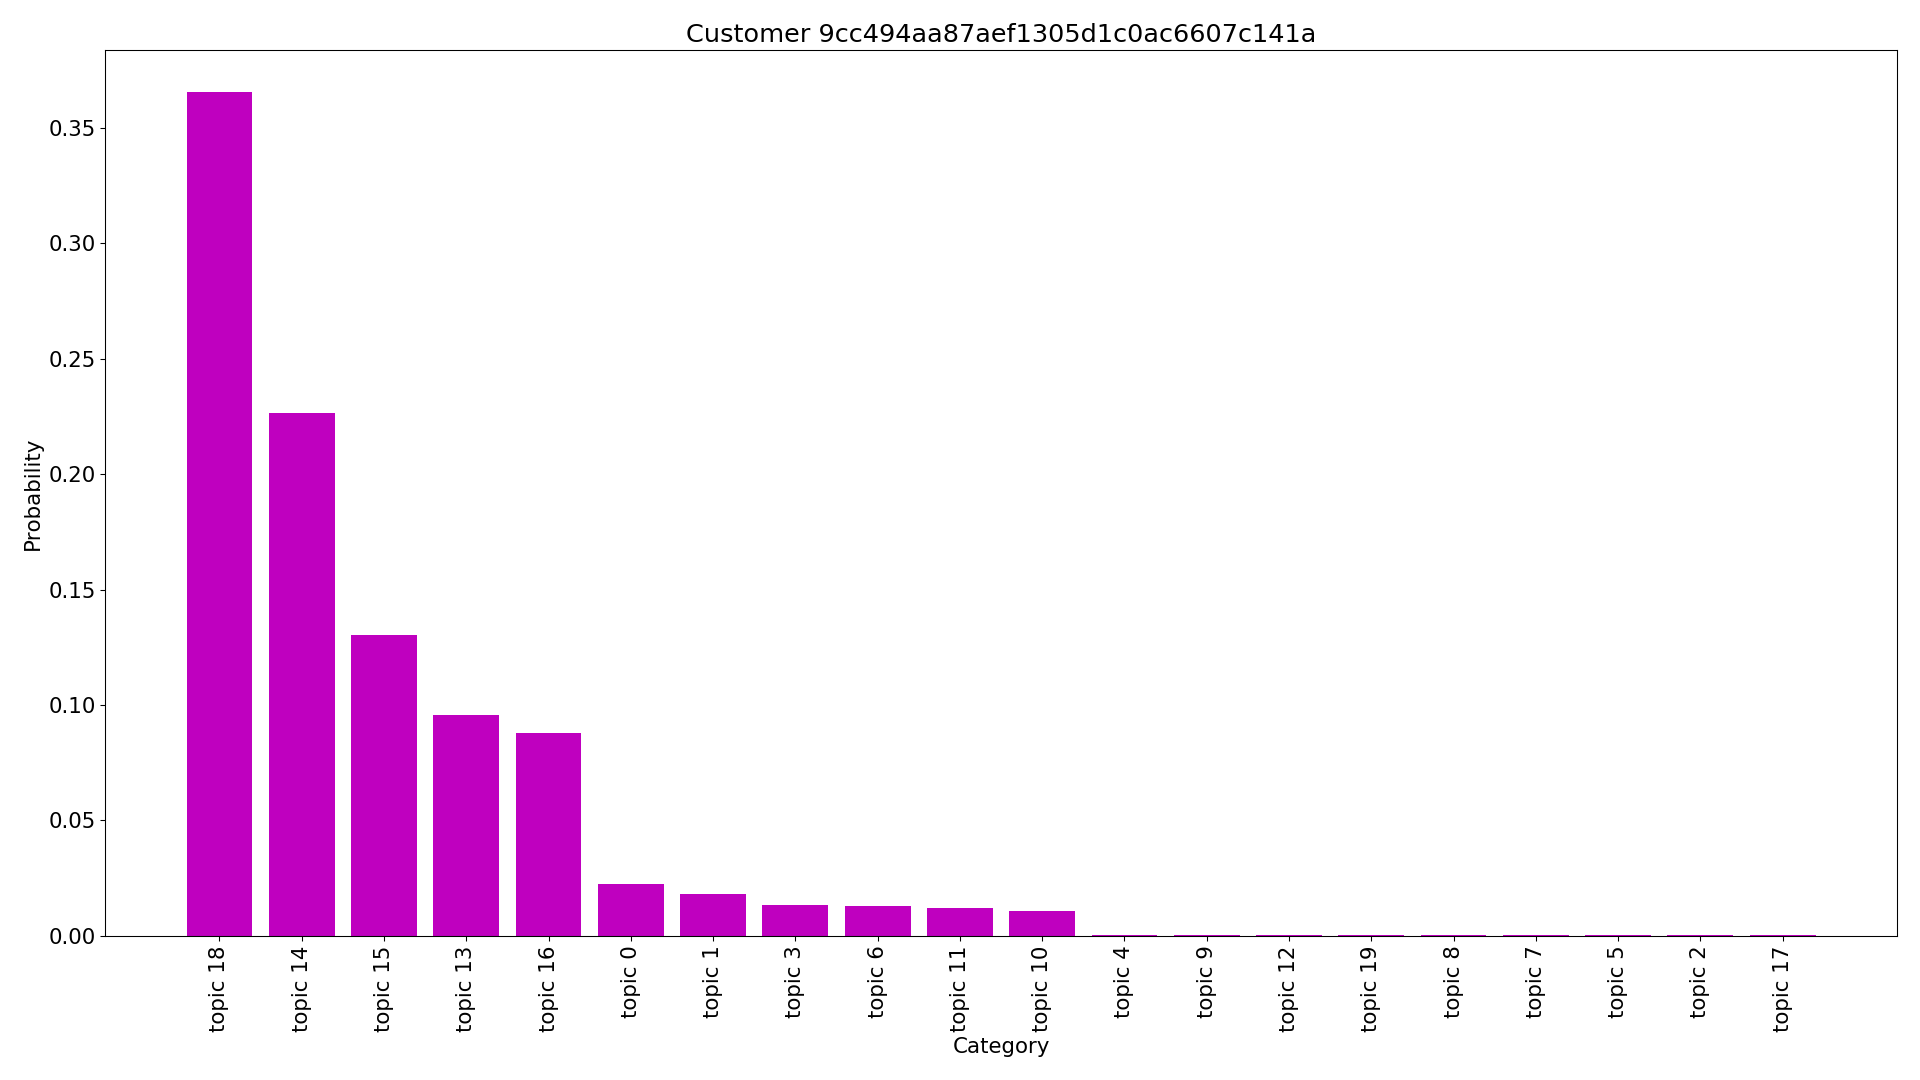 Customer 9cc494aa87aef1305d1c0ac6607c141a
Probability
0.35
0.30
0.25
0.20
0.15
0.10
0.05
0.00
topic 18
topic 14
topic 15
topic 13
topic 16
topic 0
topic 1
topic 3
topic 6
topic 11
topic 10
topic 4
topic 9
topic 12
topic 19
topic 8
topic 7
topic 5
topic 2
topic 17
Category